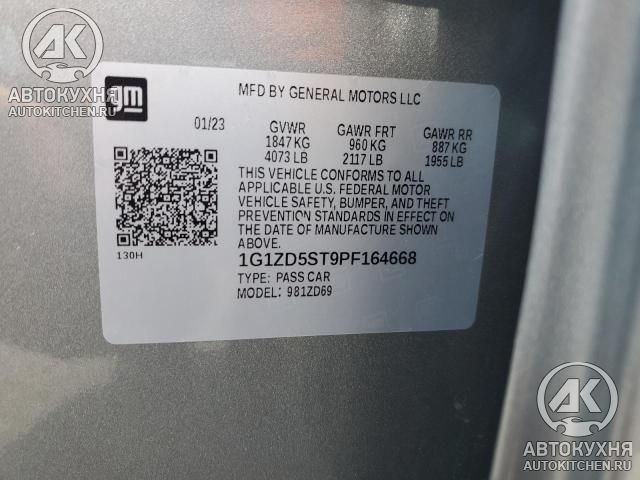 АВТОКУХНЯ
AUTOKITCHEN.RU
gm
MFD BY GENERAL MOTORS LLC
01/23 GVWR GAWR FRT GAWR RR
1847 KG 960 KG 887 KG
4073 LB 2117 LB 1955 LB
THIS VEHICLE CONFORMS TO ALL
APPLICABLE U.S. FEDERAL MOTOR
VEHICLE SAFETY, BUMPER, AND THEFT
PREVENTION STANDARDS IN EFFECT ON
THE DATE OF MANUFACTURE SHOWN
ABOVE.
130H
1G1ZD5ST9PF164668
TYPE: PASS CAR
MODEL: 981ZD69
AK
АВТОКУХНЯ
AUTOKITCHEN.RU